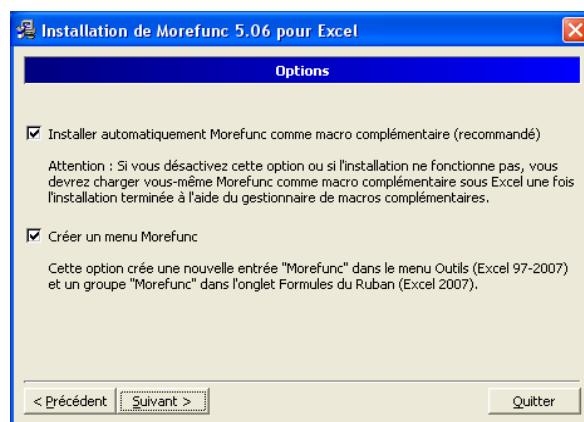 Installation de Morefunc 5.06 pour Excel
Options
Installer automatiquement Morefunc comme macro complémentaire (recommandé)
Attention : Si vous désactivez cette option ou si l'installation ne fonctionne pas, vous
devrez charger vous-même Morefunc comme macro complémentaire sous Excel une fois
l'installation terminée à l'aide du gestionnaire de macros complémentaires.
Créer un menu Morefunc
Cette option crée une nouvelle entrée "Morefunc" dans le menu Outils (Excel 97-2007)
et un groupe "Morefunc" dans l'onglet Formules du Ruban (Excel 2007).
< Précédent Suivant > Quitter